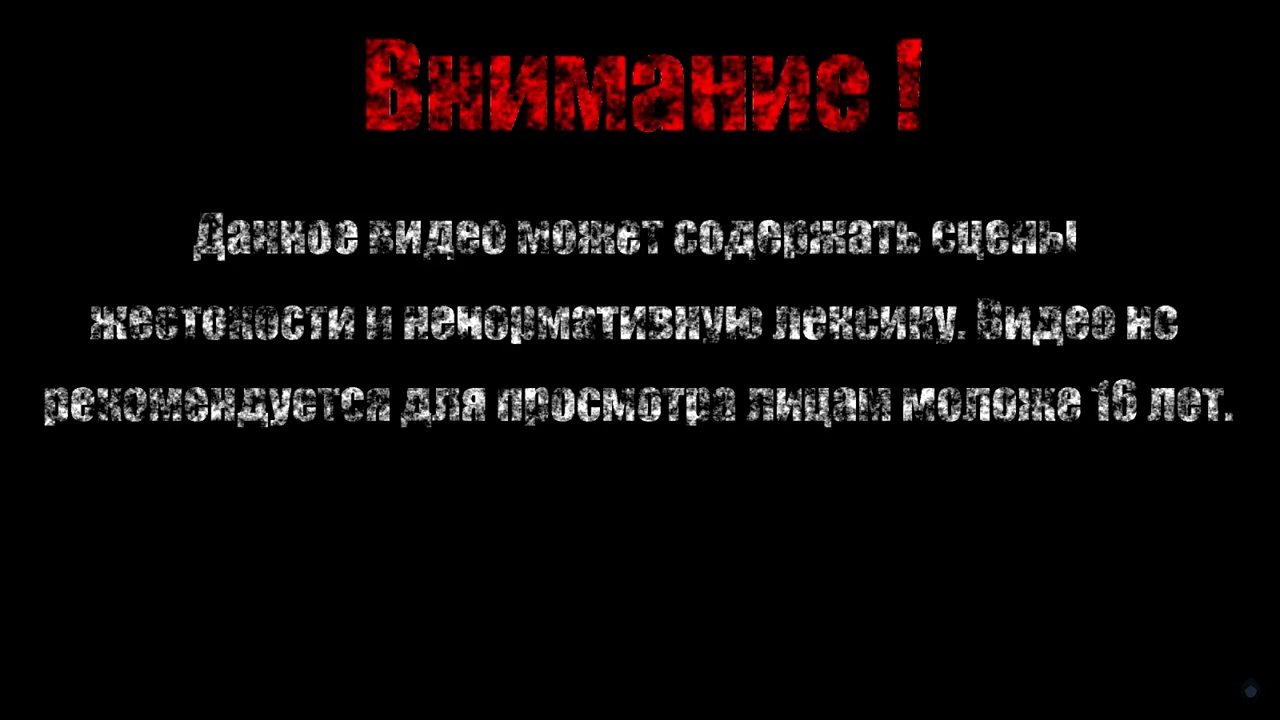 Внимание !
Данное видео может содержать сцены
жестокости и ненормативную лексику. Видео не
рекомендуется для просмотра лицам моложе 16 лет.